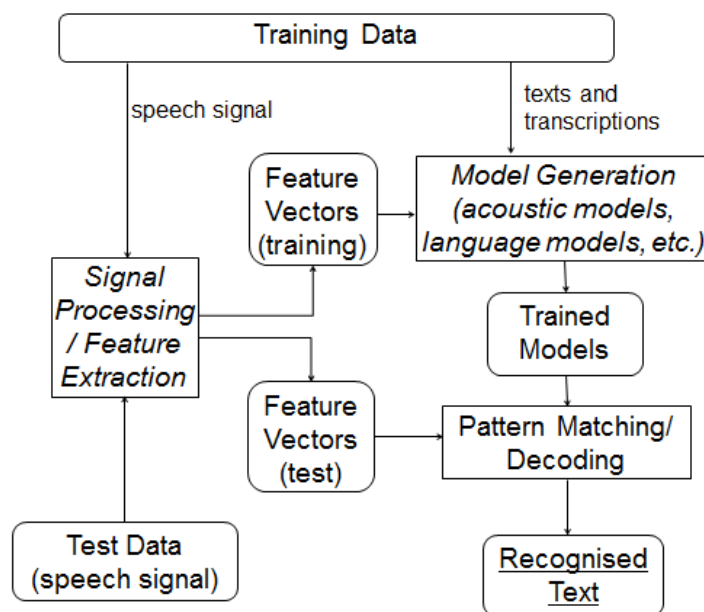 Training Data
speech signal
texts and
transcriptions
Feature
Vectors
(training)
Model Generation
(acoustic models,
language models, etc.)
Signal
Processing
/ Feature
Extraction
Trained
Models
Feature
Vectors
(test)
Pattern Matching/
Decoding
Test Data
(speech signal)
Recognised
Text